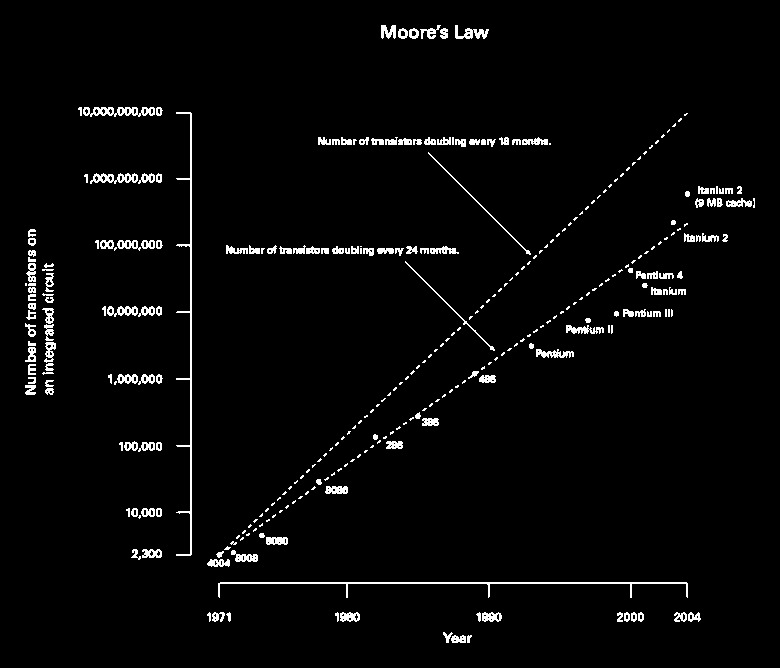 Moore's Law
10,000,000,000
1,000,000,000
100,000,000
10,000,000
1,000,000
100,000
10,000
2,300
Number of transistors on
an integrated circuit
Number of transistors doubling every 18 months.
Number of transistors doubling every 24 months.
Itanium 2
(9 MB cache)
Itanium 2
Pentium 4
Itanium
Pentium III
Pentium II
Pentium
486
386
286
8086
8080
8008
4004
1971
1980
1990
2000
2004
Year